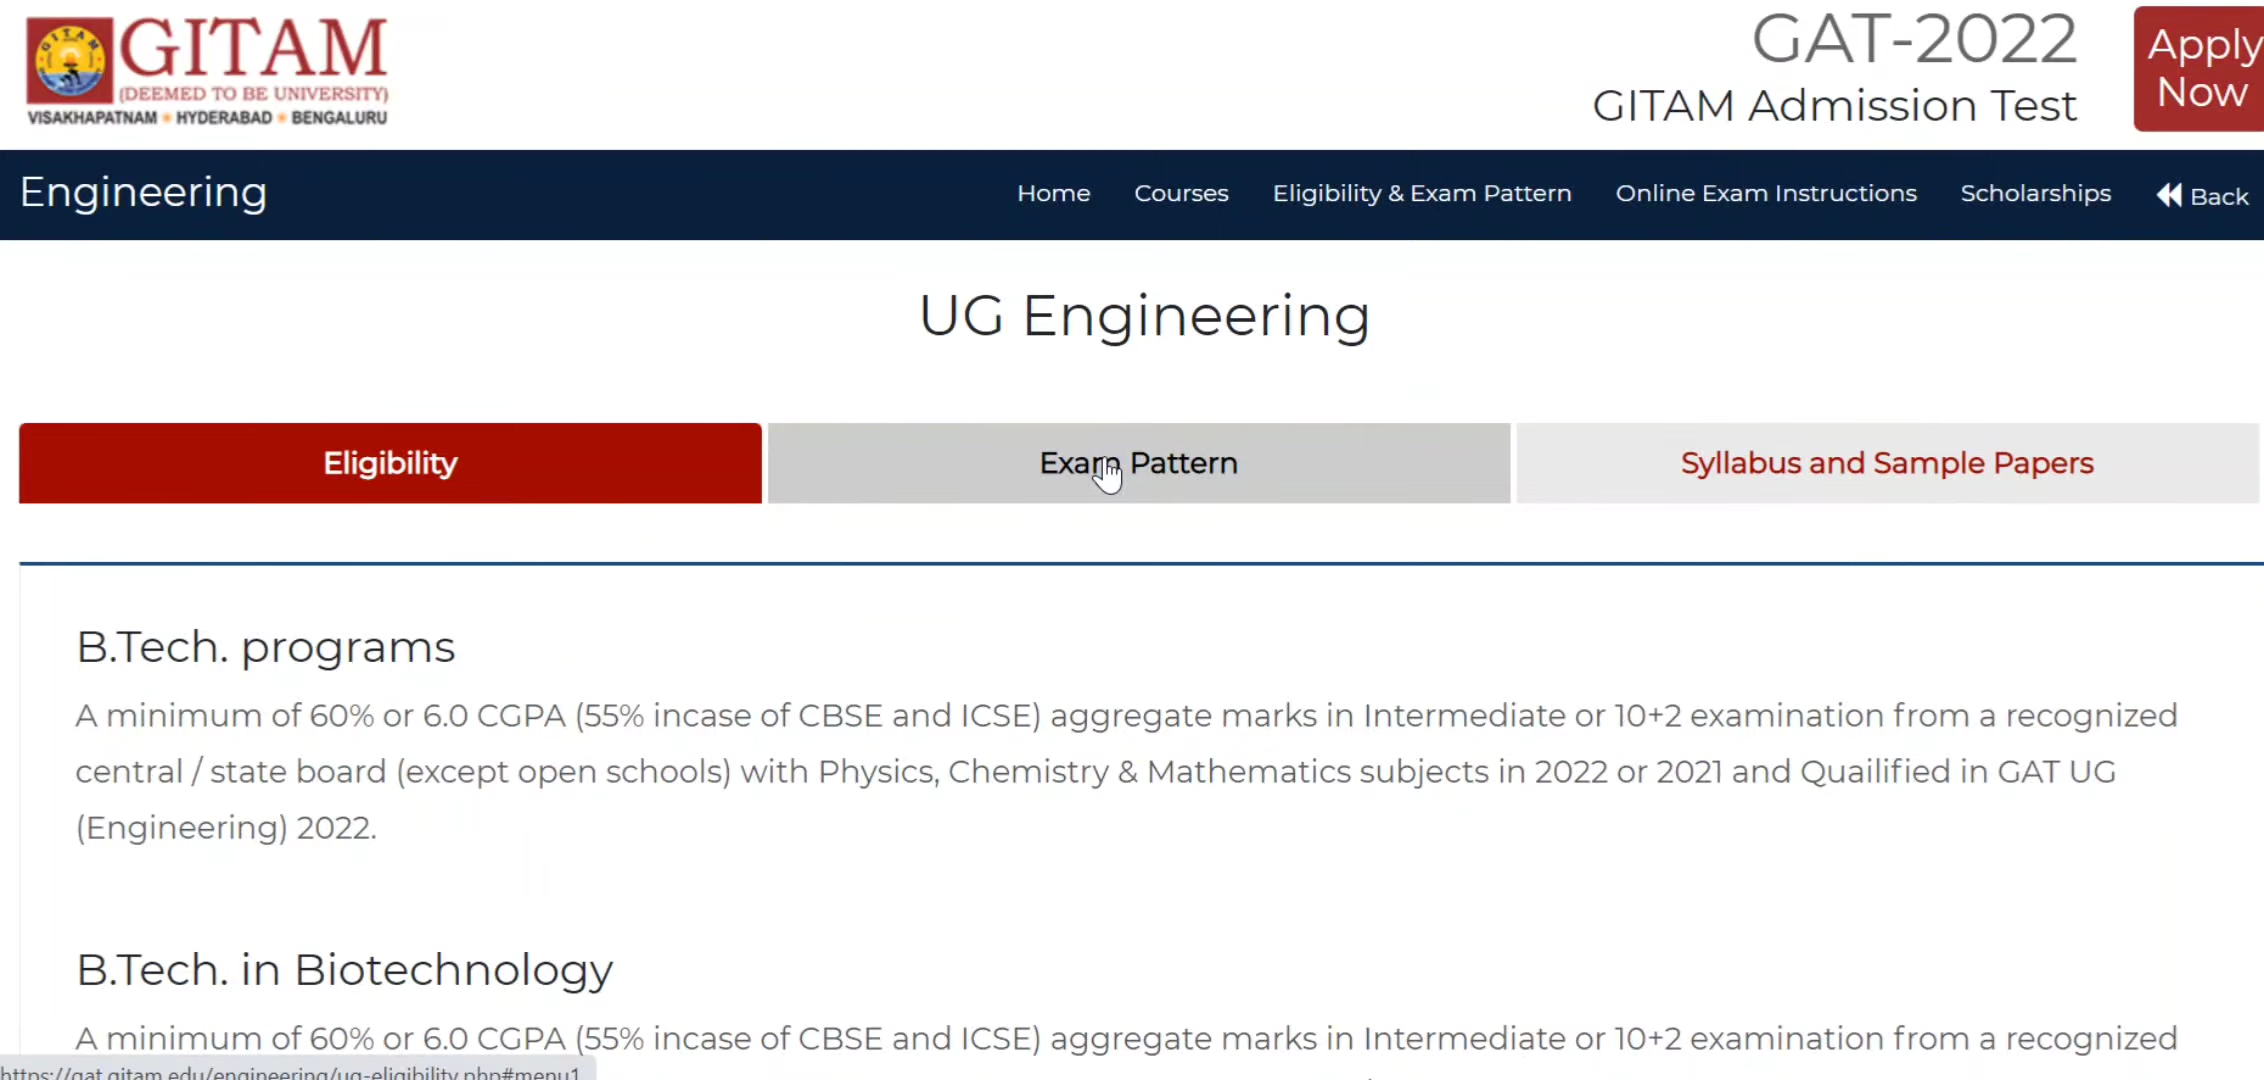 GITAM
GITAM
(DEEMED TO BE UNIVERSITY)
VISAKHAPATNAM HYDERABAD BENGALURU
GAT-2022
GITAM Admission Test
Apply
Now
Engineering
Home Courses Eligibility & Exam Pattern Online Exam Instructions Scholarships Back
UG Engineering
Eligibility Exam Pattern Syllabus and Sample Papers
B.Tech. programs
A minimum of 60% or 6.0 CGPA (55% incase of CBSE and ICSE) aggregate marks in Intermediate or 10+2 examination from a recognized
central / state board (except open schools) with Physics, Chemistry & Mathematics subjects in 2022 or 2021 and Quailified in GAT UG
(Engineering) 2022.
B.Tech. in Biotechnology
A minimum of 60% or 6.0 CGPA (55% incase of CBSE and ICSE) aggregate marks in Intermediate or 10+2 examination from a recognized
https://gat.gitam.edu/engineering/ug-eligibility.php#menu1